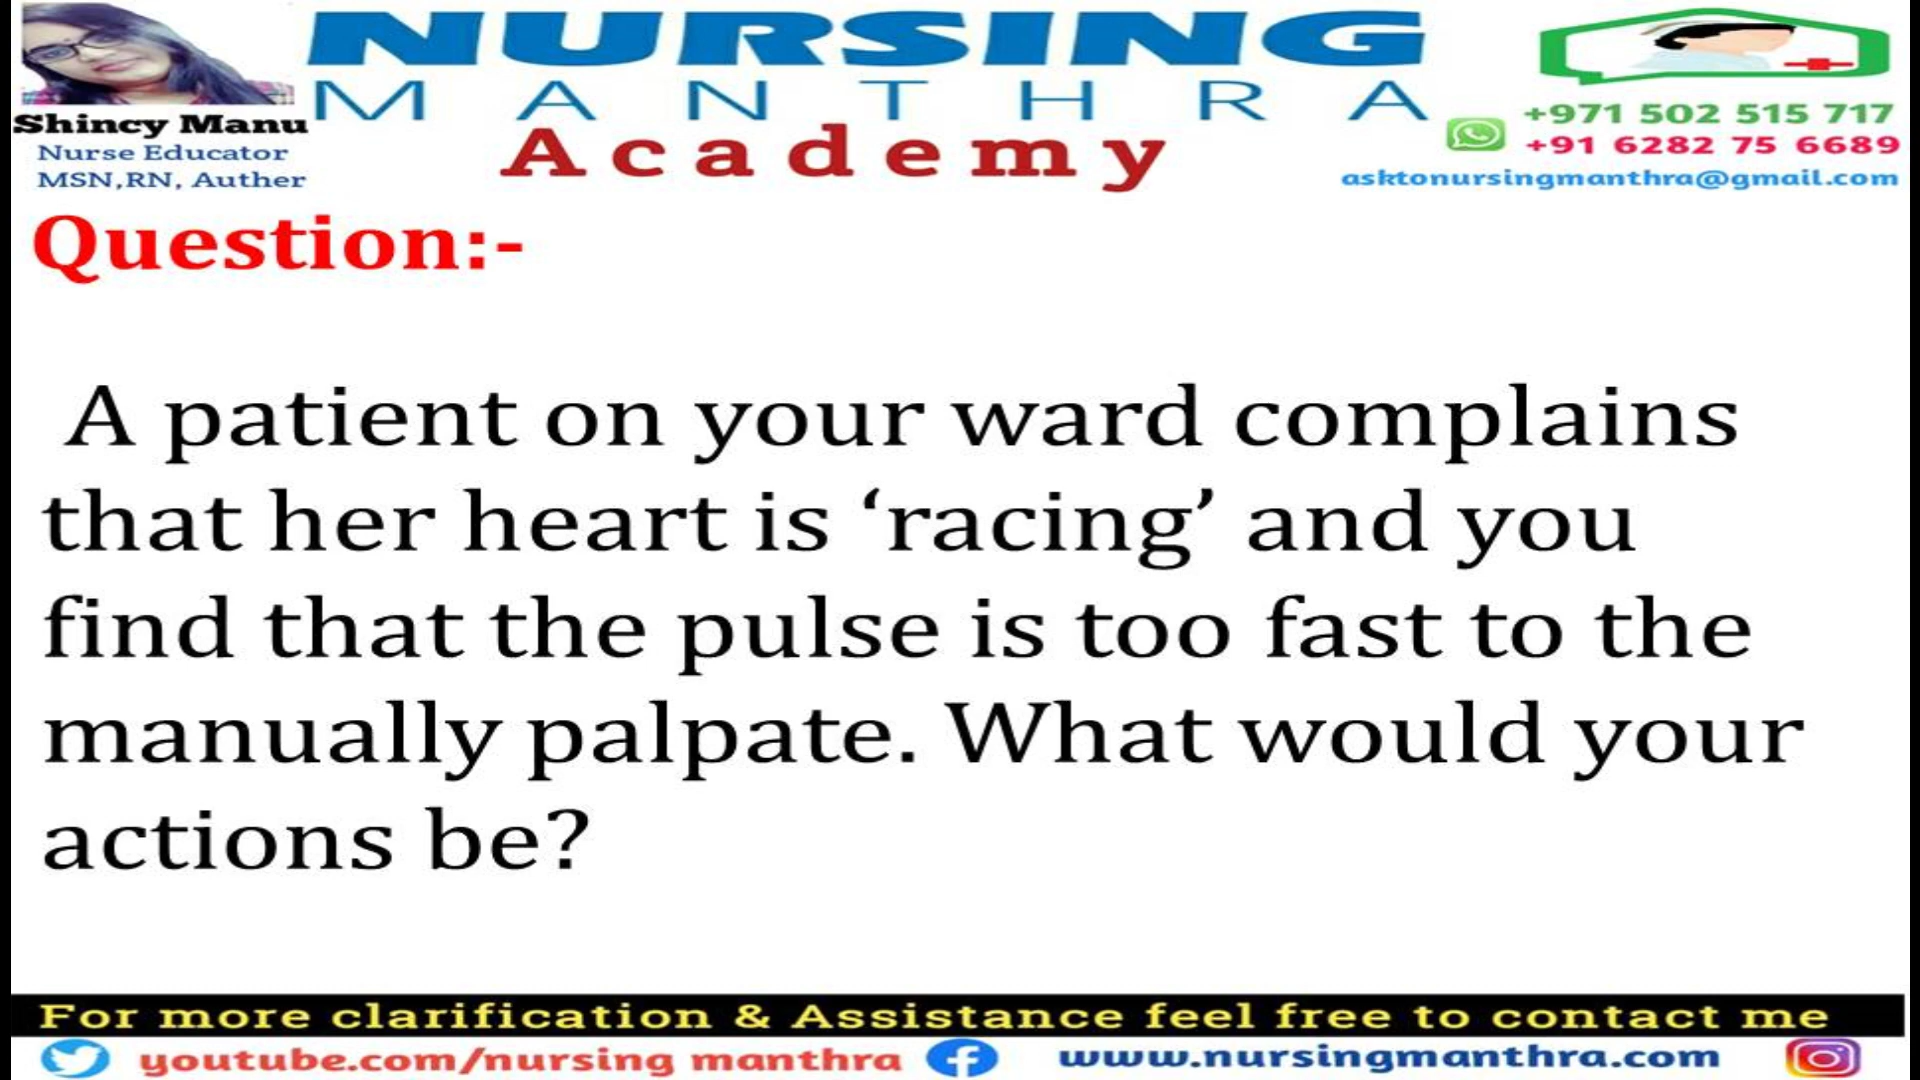 NURSING
MANTHRA
Academy
Shincy Manu
Nurse Educator
MSN,RN, Auther
+971 502 515 717
+91 6282 75 6689
asktonursingmanthra@gmail.com
Question:-
A patient on your ward complains
that her heart is ‘racing’ and you
find that the pulse is too fast to the
manually palpate. What would your
actions be?
For more clarification & Assistance feel free to contact me
youtube.com/nursing manthra
www.nursingmanthra.com